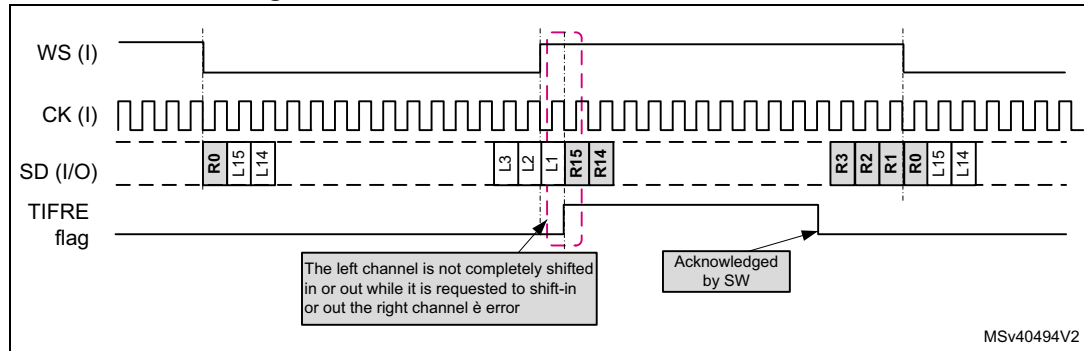 WS (I)
CK (I)
SD (I/O)
R0 L15 L14 L3 L2 L1 R15 R14 R3 R2 R1 R0 L15 L14
TIFRE
flag
The left channel is not completely shifted
in or out while it is requested to shift-in
or out the right channel è error
Acknowledged
by SW
MSv40494V2